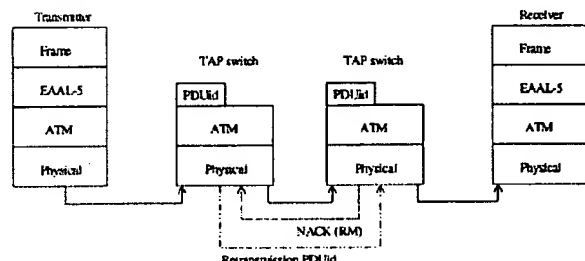 Transmitter
Receiver
Frame
EAAL-5
ATM
Physical
TAP switch
PDUid
ATM
Physical
TAP switch
PDUid
ATM
Physical
Frame
EAAL-5
ATM
Physical
NACK (RM)
Retransmission PDUid